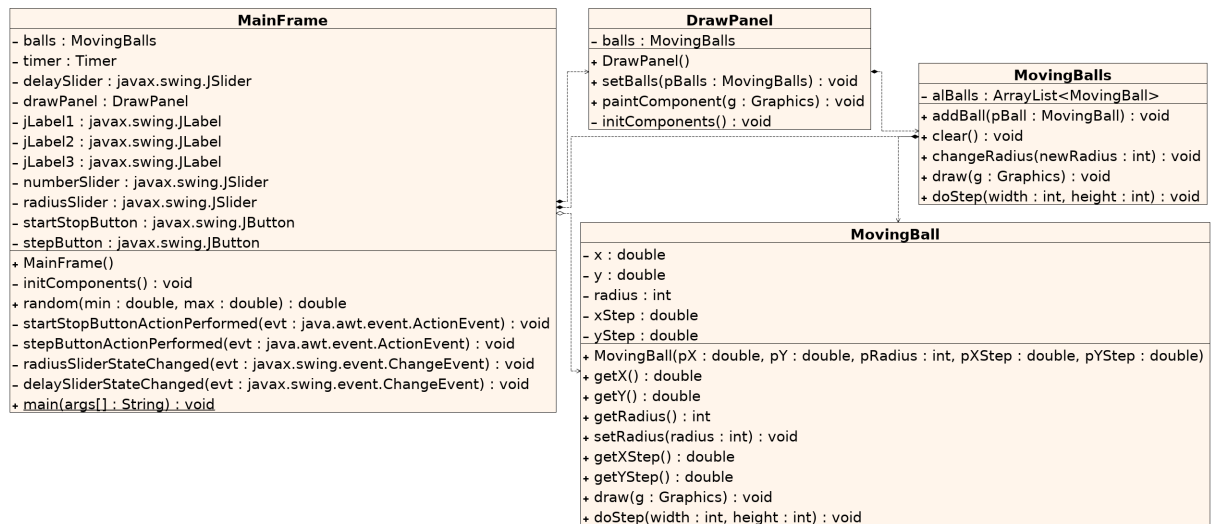 MainFrame
- balls : MovingBalls
- timer : Timer
- delaySlider : javax.swing.JSlider
- drawPanel : DrawPanel
- jLabel1 : javax.swing.JLabel
- jLabel2 : javax.swing.JLabel
- jLabel3 : javax.swing.JLabel
- numberSlider : javax.swing.JSlider
- radiusSlider : javax.swing.JSlider
- startStopButton : javax.swing.JButton
- stepButton : javax.swing.JButton
+ MainFrame()
- initComponents() : void
+ random(min : double, max : double) : double
- startStopButtonActionPerformed(evt : java.awt.event.ActionEvent) : void
- stepButtonActionPerformed(evt : java.awt.event.ActionEvent) : void
- radiusSliderStateChanged(evt : javax.swing.event.ChangeEvent) : void
- delaySliderStateChanged(evt : javax.swing.event.ChangeEvent) : void
+ main(args[] : String) : void
DrawPanel
- balls : MovingBalls
+ DrawPanel()
+ setBalls(pBalls : MovingBalls) : void
+ paintComponent(g : Graphics) : void
- initComponents() : void
MovingBalls
- alBalls : ArrayList<MovingBall>
+ addBall(pBall : MovingBall) : void
+ clear() : void
+ changeRadius(newRadius : int) : void
+ draw(g : Graphics) : void
+ doStep(width : int, height : int) : void
MovingBall
- x : double
- y : double
- radius : int
- xStep : double
- yStep : double
+ MovingBall(pX : double, pY : double, pRadius : int, pXStep : double, pYStep : double)
+ getX() : double
+ getY() : double
+ getRadius() : int
+ setRadius(radius : int) : void
+ getXStep() : double
+ getYStep() : double
+ draw(g : Graphics) : void
+ doStep(width : int, height : int) : void